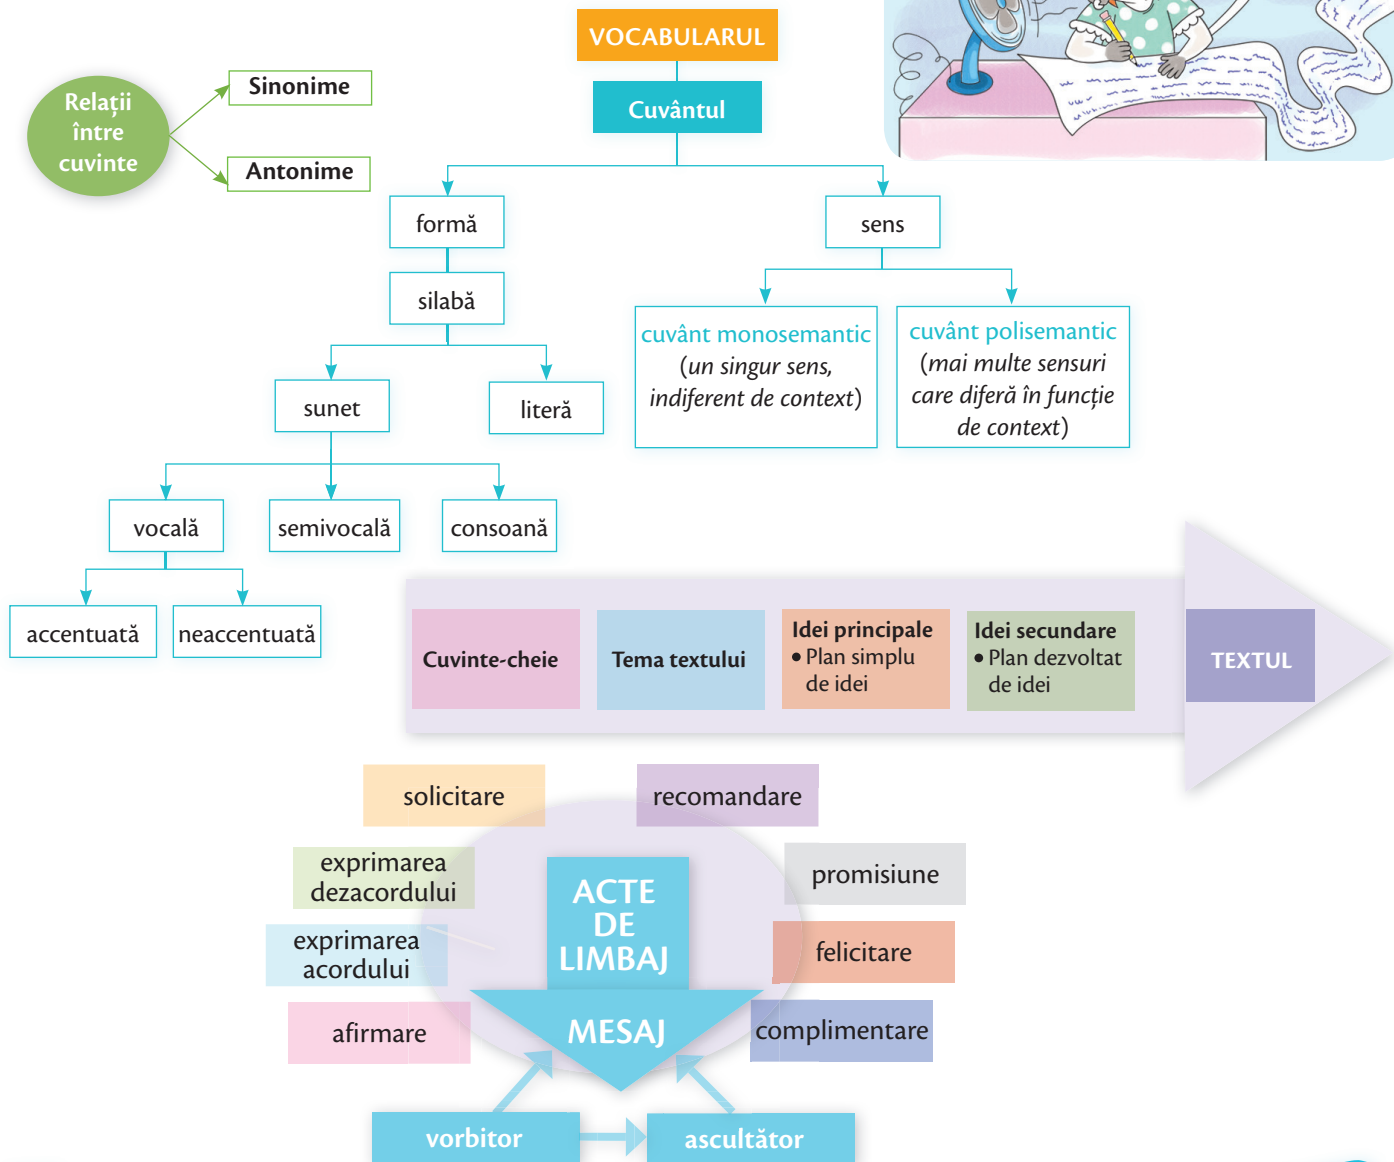 VOCABULARUL
Cuvântul
Relații
între
cuvinte
Sinonime
Antonime
formă
sens
silabă
sunet
literă
cuvânt monosemantic
(un singur sens,
indiferent de context)
cuvânt polisemantic
(mai multe sensuri
care diferă în funcție
de context)
vocală
semivocală
consoană
accentuată
neaccentuată
Cuvinte-cheie
Tema textului
Idei principale
• Plan simplu
de idei
Idei secundare
• Plan dezvoltat
de idei
TEXTUL
solicitare
recomandare
exprimarea
dezacordului
promisiune
exprimarea
acordului
felicitare
afirmare
complimentare
ACTE
DE
LIMBAJ
MESAJ
vorbitor
ascultător